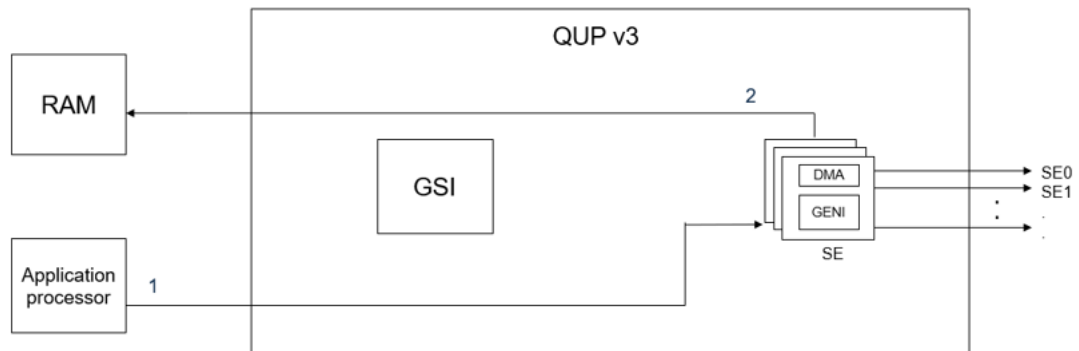 QUP v3
RAM
2
GSI
DMA
GENI
SE
SE0
SE1
:
.
.
Application
processor
1